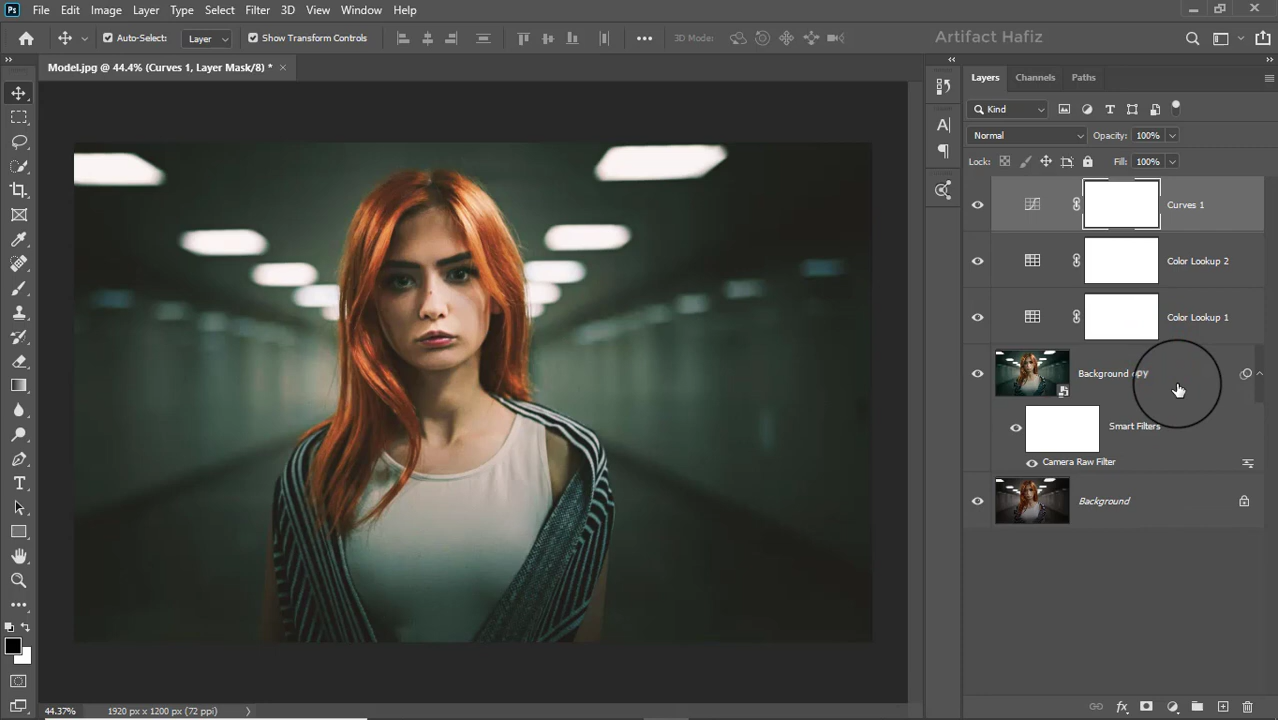 Ps File Edit Image Layer Type Select Filter 3D View Window Help
Auto-Select: Layer Show Transform Controls 3D Mode: Artifact Hafiz
Model.jpg @ 44.4% (Curves 1, Layer Mask/8) *
Layers Channels Paths
Kind
Normal Opacity: 100%
Lock: Fill: 100%
Curves 1
Color Lookup 2
Color Lookup 1
Background copy
Smart Filters
Camera Raw Filter
Background
44.37% 1920 px x 1200 px (72 ppi)